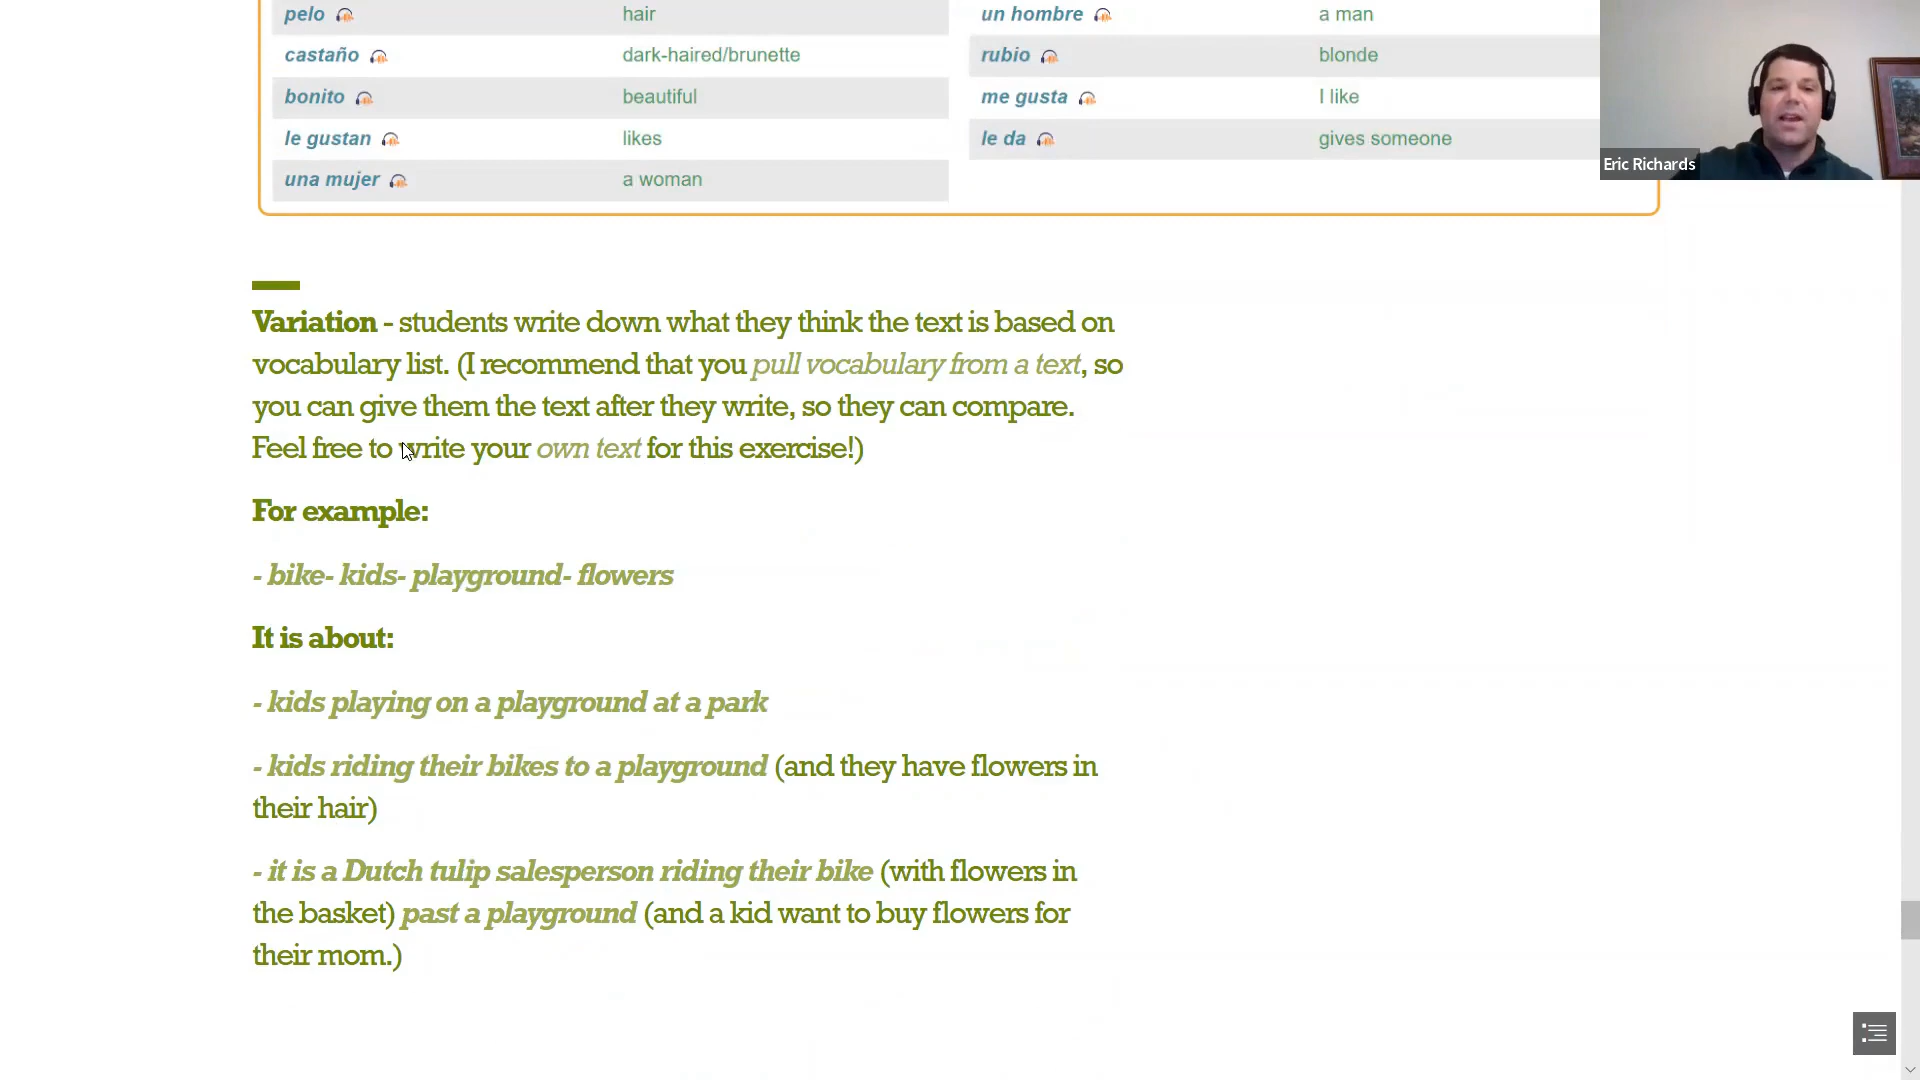 pelo hair
castaño dark-haired/brunette
bonito beautiful
le gustan likes
una mujer a woman
un hombre a man
rubio blonde
me gusta I like
le da gives someone
Eric Richards
Variation - students write down what they think the text is based on
vocabulary list. (I recommend that you pull vocabulary from a text, so
you can give them the text after they write, so they can compare.
Feel free to write your own text for this exercise!)
For example:
- bike- kids- playground- flowers
It is about:
- kids playing on a playground at a park
- kids riding their bikes to a playground (and they have flowers in
their hair)
- it is a Dutch tulip salesperson riding their bike (with flowers in
the basket) past a playground (and a kid want to buy flowers for
their mom.)